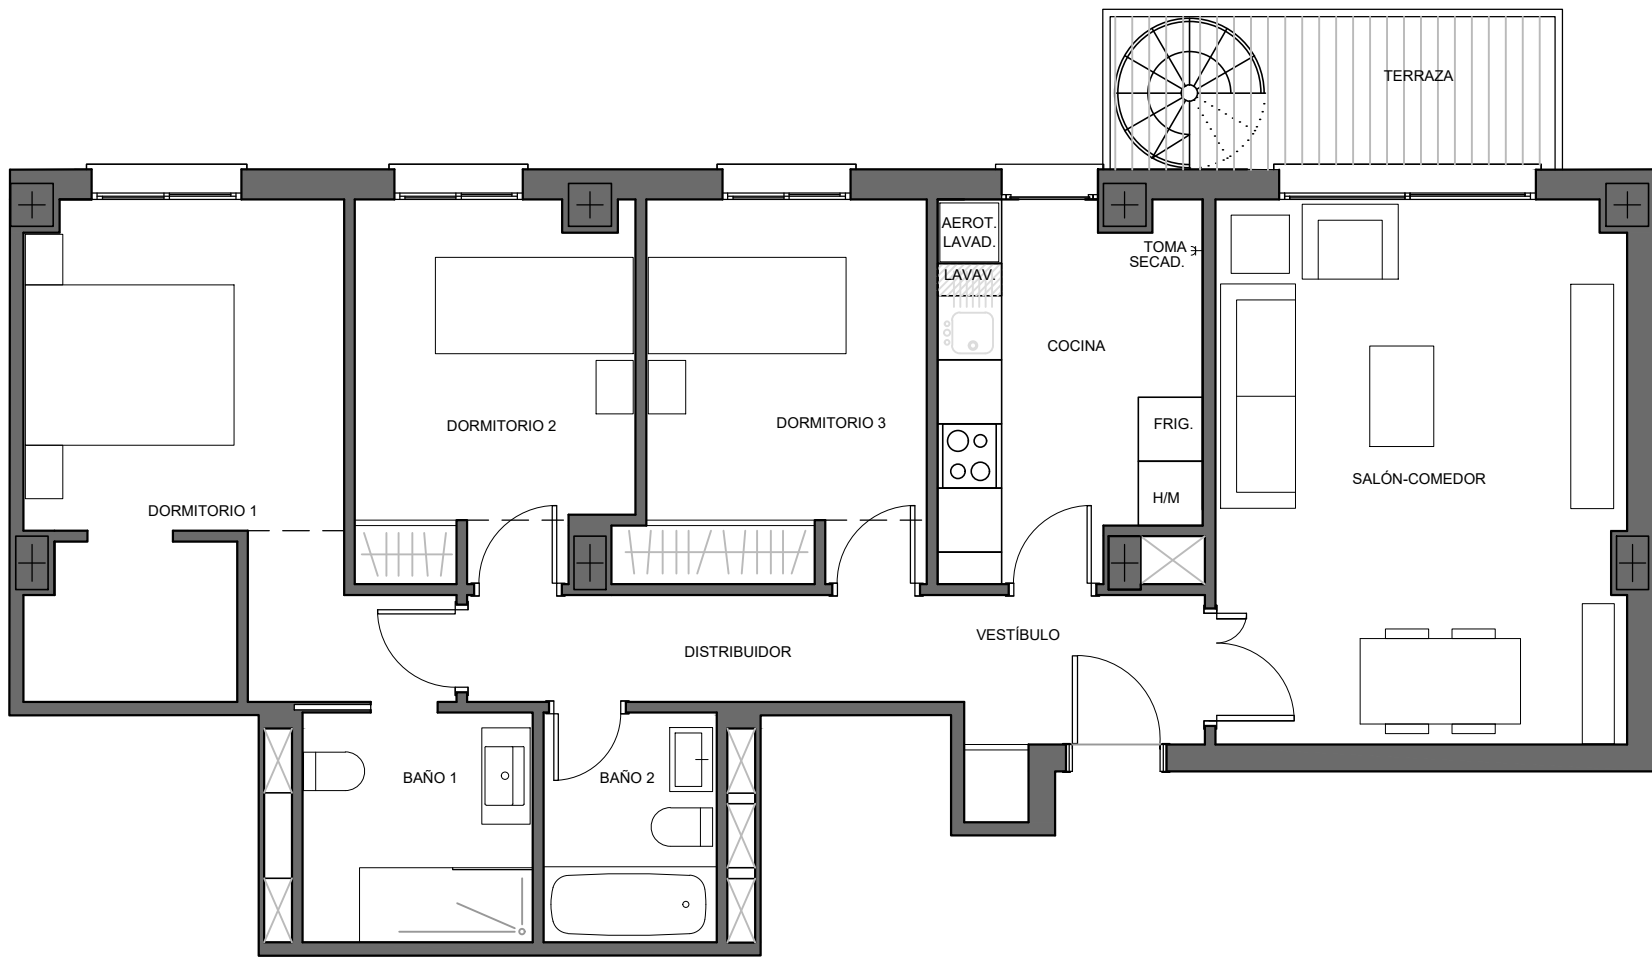 TERRAZA
AEROT.
LAVAD.
TOMA
SECAD.
LAVAV.
COCINA
FRIG.
DORMITORIO 3
DORMITORIO 2
SALÓN-COMEDOR
H/M
DORMITORIO 1
VESTÍBULO
DISTRIBUIDOR
BAÑO 1
BAÑO 2